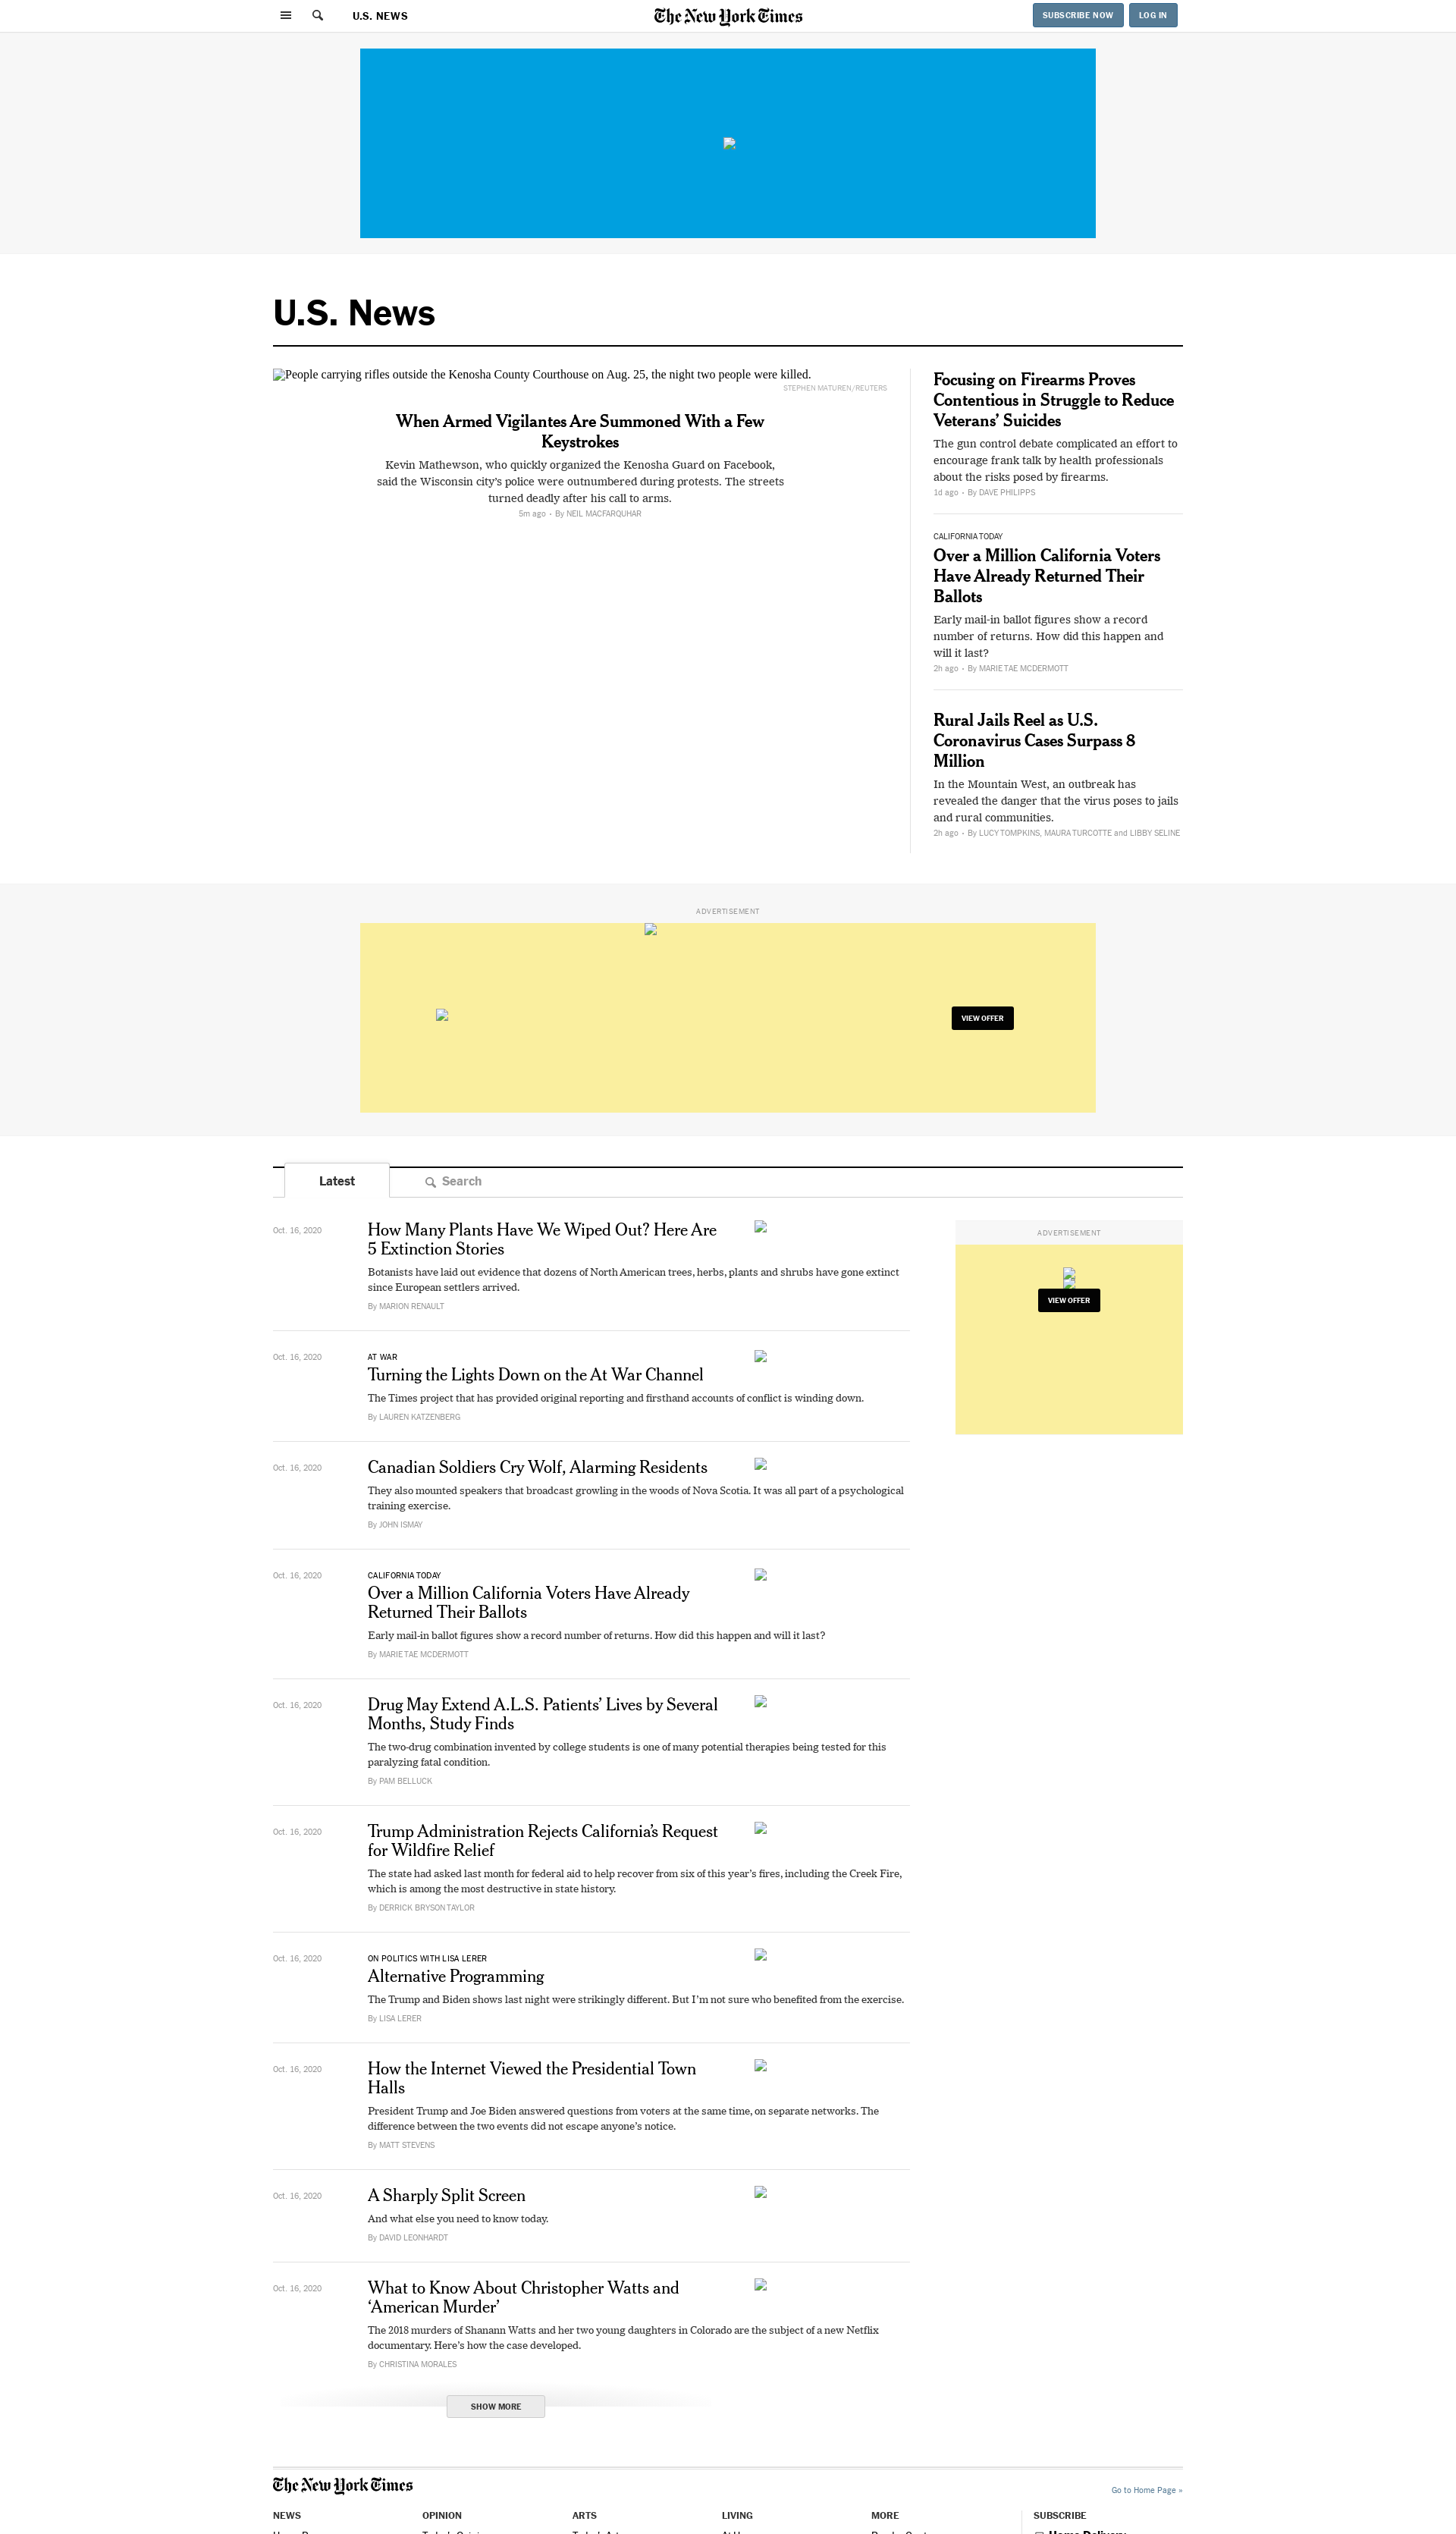 U.S. NEWS
The New York Times
SUBSCRIBE NOW
LOG IN
U.S. News
People carrying rifles outside the Kenosha County Courthouse on Aug. 25, the night two people were killed.
STEPHEN MATUREN/REUTERS
When Armed Vigilantes Are Summoned With a Few
Keystrokes
Kevin Mathewson, who quickly organized the Kenosha Guard on Facebook,
said the Wisconsin city's police were outnumbered during protests. The streets
turned deadly after his call to arms.
5m ago • By NEIL MACFARQUHAR
Focusing on Firearms Proves
Contentious in Struggle to Reduce
Veterans' Suicides
The gun control debate complicated an effort to
encourage frank talk by health professionals
about the risks posed by firearms.
1d ago • By DAVE PHILIPPS
CALIFORNIA TODAY
Over a Million California Voters
Have Already Returned Their
Ballots
Early mail-in ballot figures show a record
number of returns. How did this happen and
will it last?
2h ago • By MARIE TAE MCDERMOTT
Rural Jails Reel as U.S.
Coronavirus Cases Surpass 8
Million
In the Mountain West, an outbreak has
revealed the danger that the virus poses to jails
and rural communities.
2h ago • By LUCY TOMPKINS, MAURA TURCOTTE and LIBBY SELINE
ADVERTISEMENT
VIEW OFFER
Latest
Search
Oct. 16, 2020
How Many Plants Have We Wiped Out? Here Are
5 Extinction Stories
Botanists have laid out evidence that dozens of North American trees, herbs, plants and shrubs have gone extinct
since European settlers arrived.
By MARION RENAULT
ADVERTISEMENT
VIEW OFFER
Oct. 16, 2020
AT WAR
Turning the Lights Down on the At War Channel
The Times project that has provided original reporting and firsthand accounts of conflict is winding down.
By LAUREN KATZENBERG
Oct. 16, 2020
Canadian Soldiers Cry Wolf, Alarming Residents
They also mounted speakers that broadcast growling in the woods of Nova Scotia. It was all part of a psychological
training exercise.
By JOHN ISMAY
Oct. 16, 2020
CALIFORNIA TODAY
Over a Million California Voters Have Already
Returned Their Ballots
Early mail-in ballot figures show a record number of returns. How did this happen and will it last?
By MARIE TAE MCDERMOTT
Oct. 16, 2020
Drug May Extend A.L.S. Patients' Lives by Several
Months, Study Finds
The two-drug combination invented by college students is one of many potential therapies being tested for this
paralyzing fatal condition.
By PAM BELLUCK
Oct. 16, 2020
Trump Administration Rejects California's Request
for Wildfire Relief
The state had asked last month for federal aid to help recover from six of this year's fires, including the Creek Fire,
which is among the most destructive in state history.
By DERRICK BRYSON TAYLOR
Oct. 16, 2020
ON POLITICS WITH LISA LERER
Alternative Programming
The Trump and Biden shows last night were strikingly different. But I'm not sure who benefited from the exercise.
By LISA LERER
Oct. 16, 2020
How the Internet Viewed the Presidential Town
Halls
President Trump and Joe Biden answered questions from voters at the same time, on separate networks. The
difference between the two events did not escape anyone's notice.
By MATT STEVENS
Oct. 16, 2020
A Sharply Split Screen
And what else you need to know today.
By DAVID LEONHARDT
Oct. 16, 2020
What to Know About Christopher Watts and
'American Murder'
The 2018 murders of Shanann Watts and her two young daughters in Colorado are the subject of a new Netflix
documentary. Here's how the case developed.
By CHRISTINA MORALES
SHOW MORE
The New York Times
Go to Home Page »
NEWS
OPINION
ARTS
LIVING
MORE
SUBSCRIBE